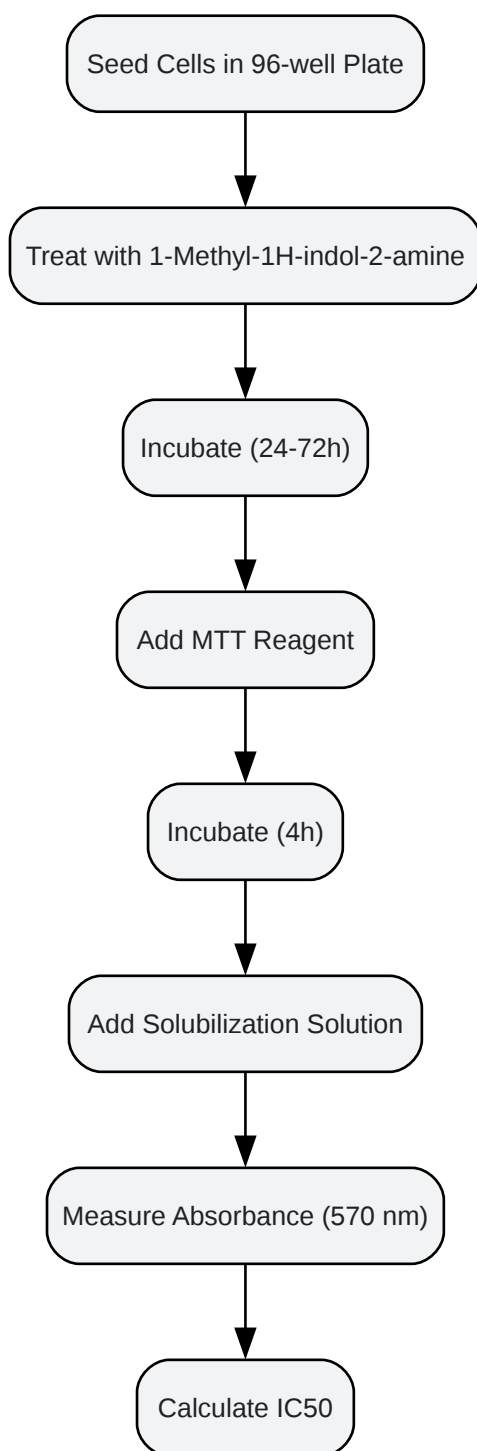 Seed Cells in 96-well Plate
Treat with 1-Methyl-1H-indol-2-amine
Incubate (24-72h)
Add MTT Reagent
Incubate (4h)
Add Solubilization Solution
Measure Absorbance (570 nm)
Calculate IC50